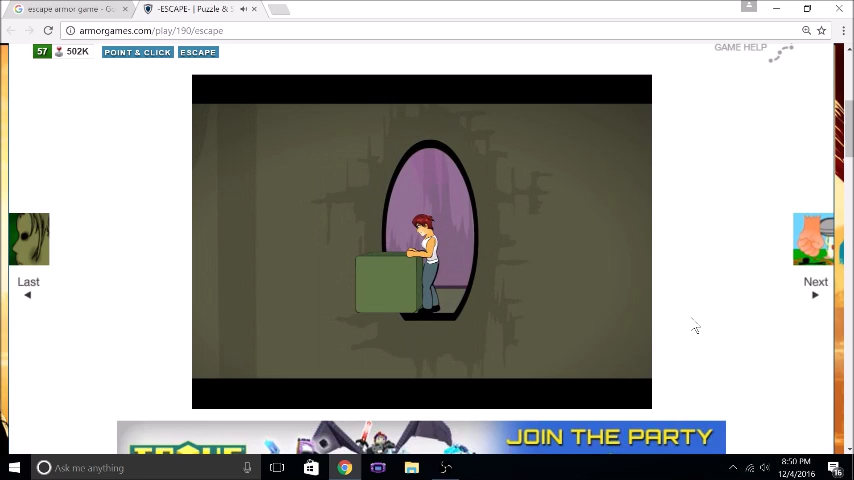 escape armor game - Go
-ESCAPE- | Puzzle & S
armorgames.com/play/190/escape
57 502K POINT & CLICK ESCAPE
GAME HELP
Last
Next
JOIN THE PARTY
Ask me anything
8:50 PM
12/4/2016
16